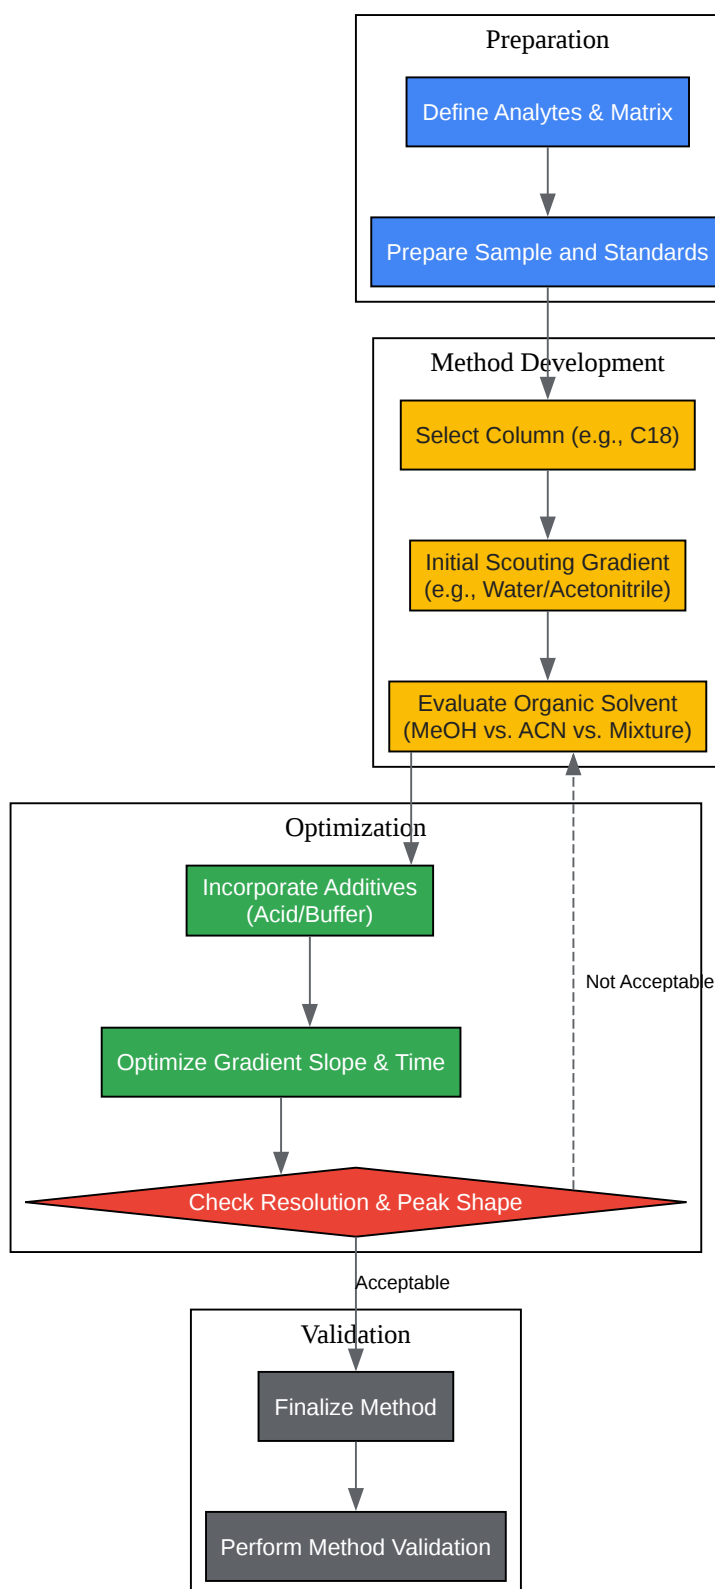 Preparation
Define Analytes & Matrix
Prepare Sample and Standards
Method Development
Select Column (e.g., C18)
Initial Scouting Gradient
(e.g., Water/Acetonitrile)
Evaluate Organic Solvent
(MeOH vs. ACN vs. Mixture)
Optimization
Incorporate Additives
(Acid/Buffer)
Not Acceptable
Optimize Gradient Slope & Time
Check Resolution & Peak Shape
Acceptable
Validation
Finalize Method
Perform Method Validation